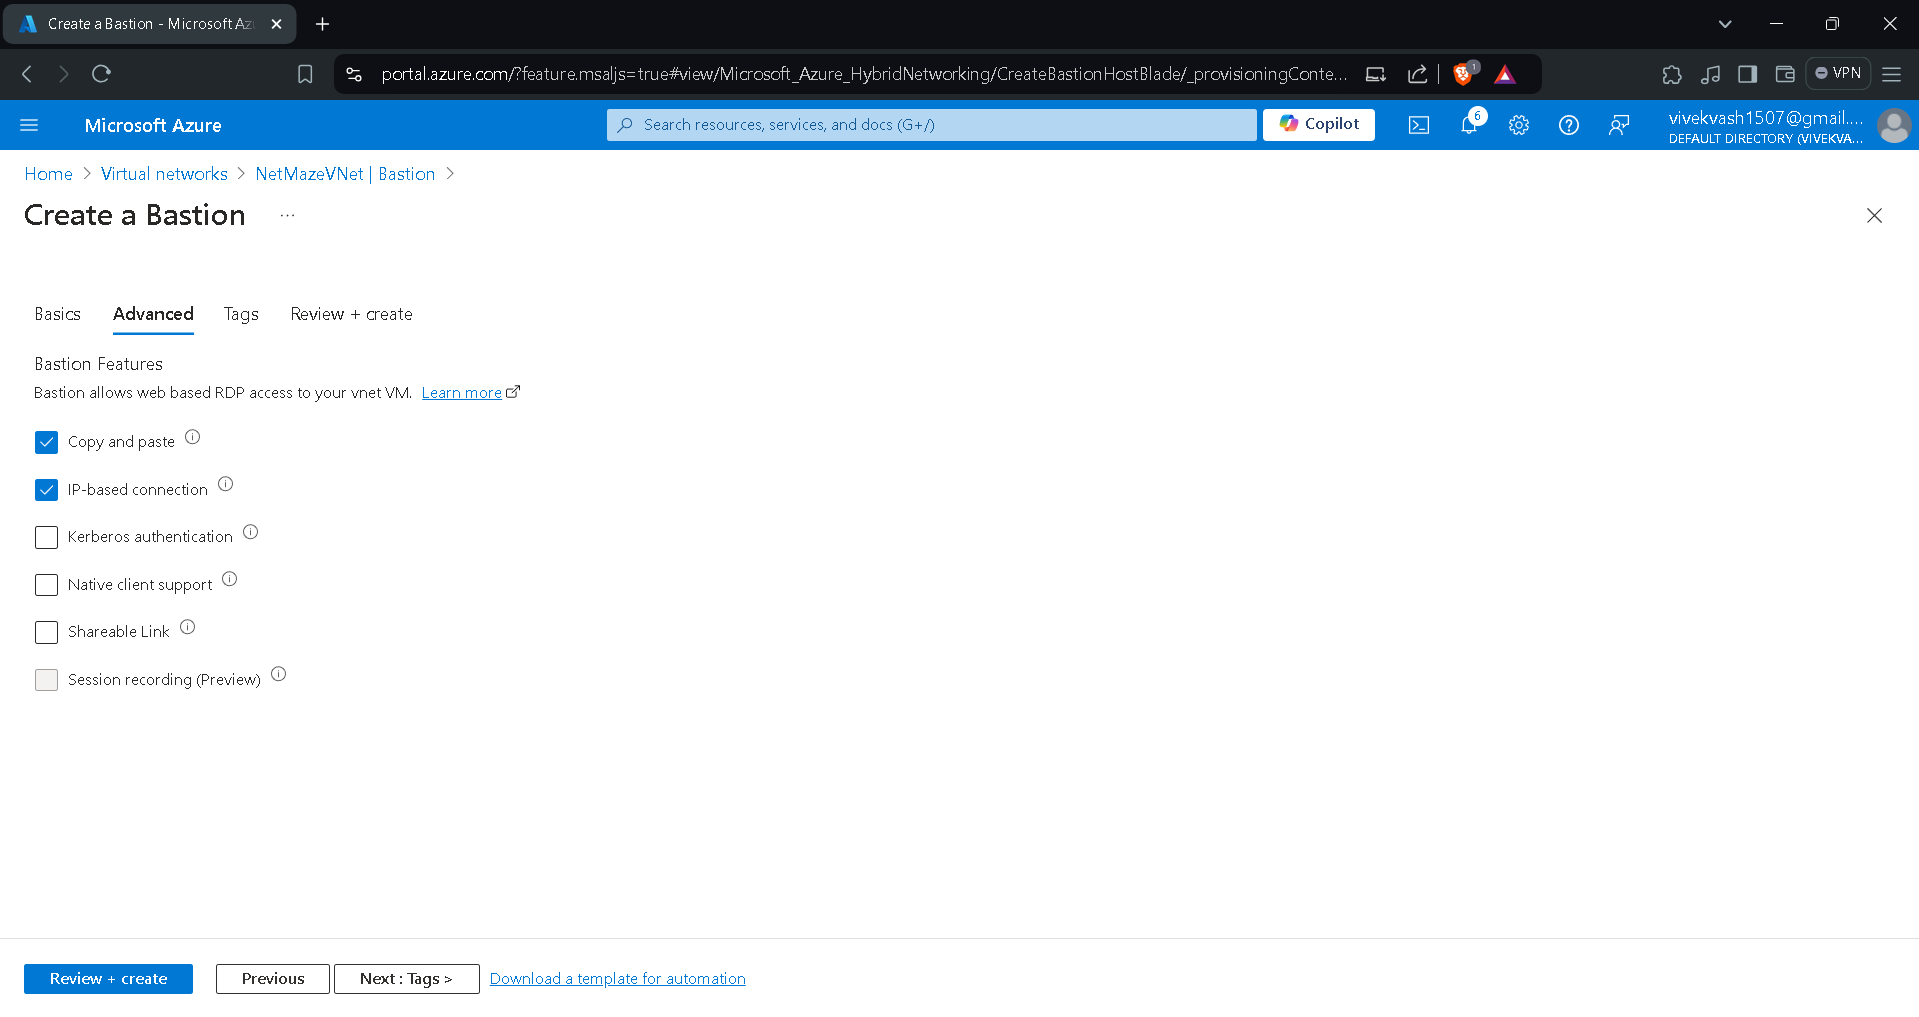 Create a Bastion - Microsoft Az
portal.azure.com/?feature.msaljs=true#view/Microsoft_Azure_HybridNetworking/CreateBastionHostBlade/_provisioningConte...
1
VPN
Microsoft Azure
Search resources, services, and docs (G+/)
Copilot
6
vivekvash1507@gmail....
DEFAULT DIRECTORY (VIVEKVA...
Home > Virtual networks > NetMazeVNet | Bastion >
Create a Bastion ...
Basics Advanced Tags Review + create
Bastion Features
Bastion allows web based RDP access to your vnet VM. Learn more
Copy and paste
IP-based connection
Kerberos authentication
Native client support
Shareable Link
Session recording (Preview)
Review + create Previous Next : Tags > Download a template for automation